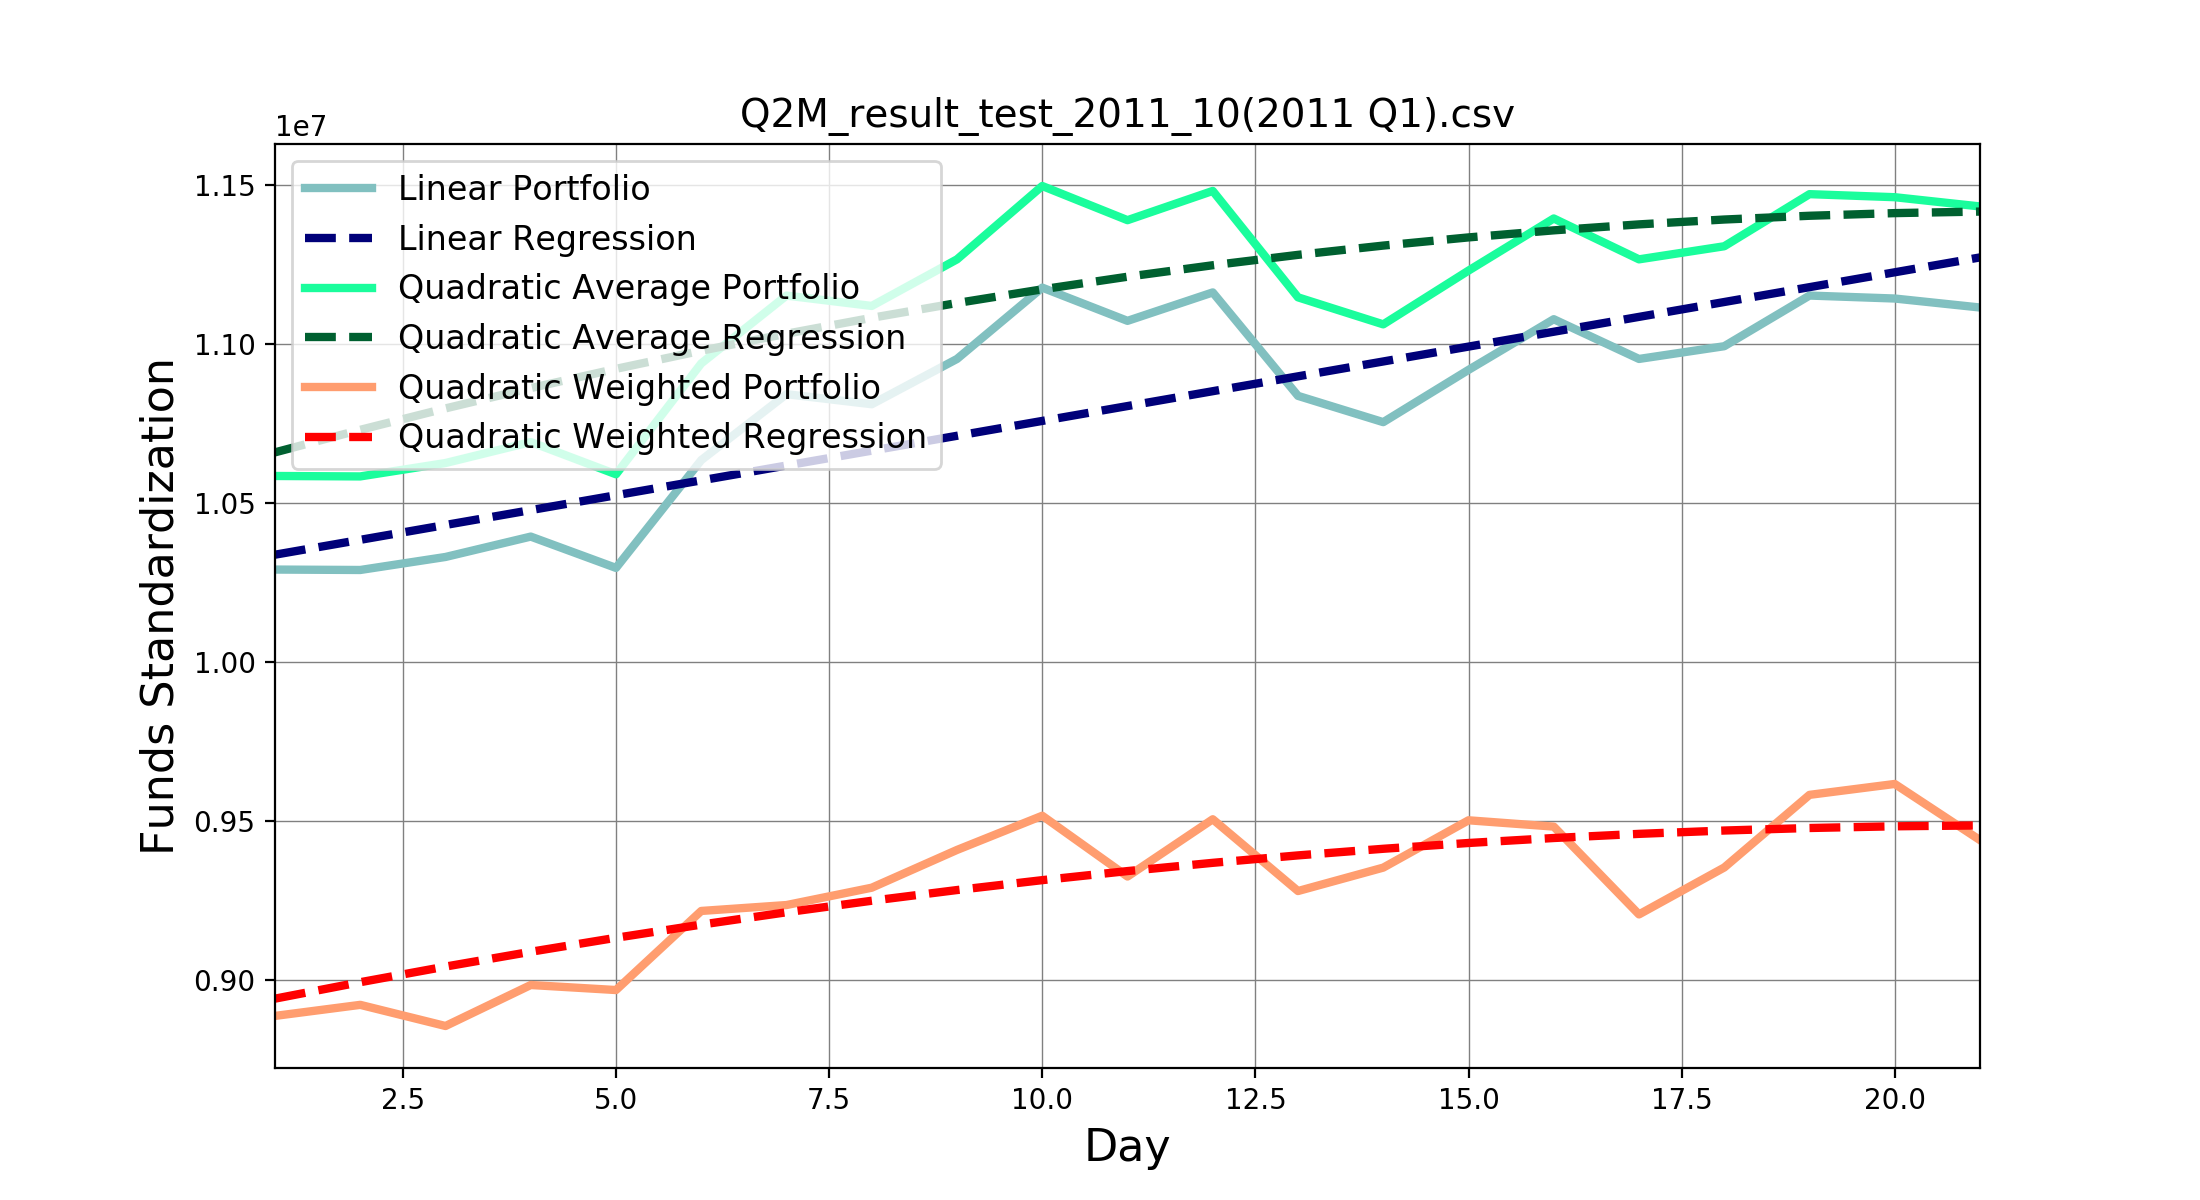 Q2M_result_test_2011_10(2011 Q1).csv
1e7
Linear Portfolio
Linear Regression
Quadratic Average Portfolio
Quadratic Average Regression
Quadratic Weighted Portfolio
Quadratic Weighted Regression
Funds Standardization
1.15
1.10
1.05
1.00
0.95
0.90
2.5 5.0 7.5 10.0 12.5 15.0 17.5 20.0
Day